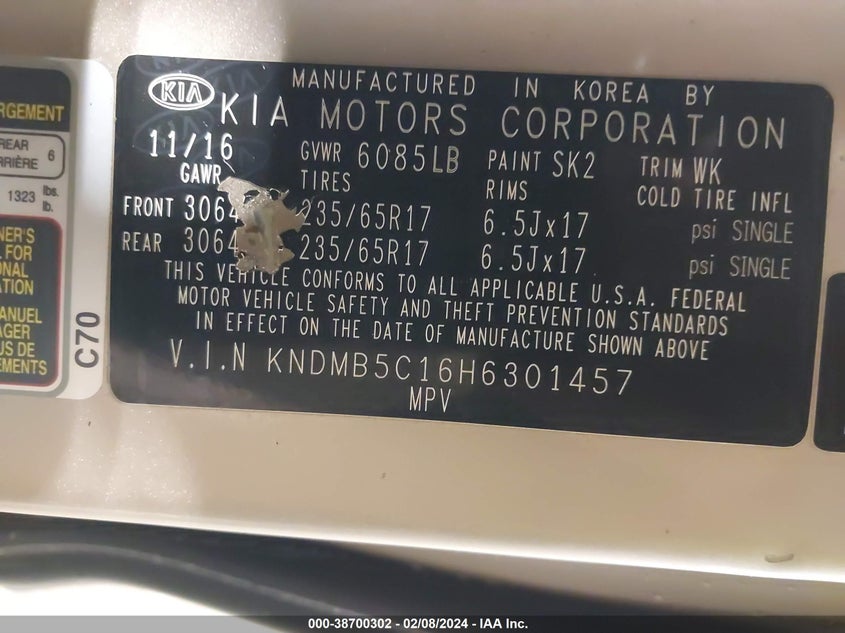 KIA
MANUFACTURED IN KOREA BY
KIA MOTORS CORPORATION
11/16 GVWR 6085LB PAINT SK2 TRIM WK
GAWR TIRES RIMS COLD TIRE INFL
FRONT 3064 235/65R17 6.5Jx17 psi SINGLE
REAR 3064 235/65R17 6.5Jx17 psi SINGLE
THIS VEHICLE CONFORMS TO ALL APPLICABLE U.S.A. FEDERAL
MOTOR VEHICLE SAFETY AND THEFT PREVENTION STANDARDS
IN EFFECT ON THE DATE OF MANUFACTURE SHOWN ABOVE
V.I.N KNDMB5C16H6301457
MPV
REAR 6
1323 lbs.
lb.
FOR
C70
000-38700302 - 02/08/2024 - IAA Inc.